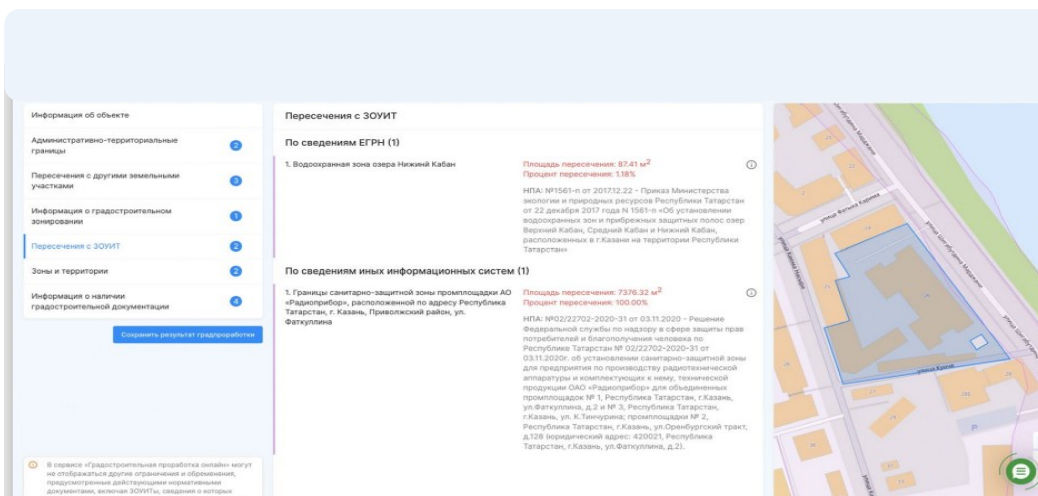 Информация об объекте
Административно-территориальные
границы
2
Пересечения с другими земельными
участками
3
Информация о градостроительном
зонировании
1
Пересечения с ЗОУИТ
2
Зоны и территории
2
Информация о наличии
градостроительной документации
4
Сохранить результат градпроработки
В сервисе «Градостроительная проработка онлайн» могут
не отображаться другие ограничения и обременения,
предусмотренные действующими нормативными
документами, включая ЗОУИТы, сведения о которых
Пересечения с ЗОУИТ
По сведениям ЕГРН (1)
1. Водоохранная зона озера Нижинй Кабан
Площадь пересечения: 87.41 м2
Процент пересечения: 1.18%
НПА: №1561-п от 2017.12.22 - Приказ Министерства
экологии и природных ресурсов Республики Татарстан
от 22 декабря 2017 года N 1561-п «Об установлении
водоохранных зон и прибрежных защитных полос озер
Верхний Кабан, Средний Кабан и Нижний Кабан,
расположенных в г.Казани на территории Республики
Татарстан»
По сведениям иных информационных систем (1)
1. Границы санитарно-защитной зоны промплощадки АО
«Радиоприбор», расположенной по адресу Республика
Татарстан, г. Казань, Приволжский район, ул.
Фаткуллина
Площадь пересечения: 7376.32 м2
Процент пересечения: 100.00%
НПА: №02/22702-2020-31 от 03.11.2020 - Решение
Федеральной службы по надзору в сфере защиты прав
потребителей и благополучия человека по
Республике Татарстан № 02/22702-2020-31 от
03.11.2020г. об установлении санитарно-защитной зоны
для предприятия по производству радиотехнической
аппаратуры и комплектующих к нему, технической
продукции ОАО «Радиоприбор» для объединенных
промплощадок № 1, Республика Татарстан, г.Казань,
ул.Фаткуллина, д.2 и № 3, Республика Татарстан,
г.Казань, ул. К.Тинчурина; промплощадки № 2,
Республика Татарстан, г.Казань, ул.Оренбургский тракт,
д.128 (юридический адрес: 420021, Республика
Татарстан, г.Казань, ул.Фаткуллина, д.2).
улица Шигабутдина Марджани
улица Фатыха Карима
улица Каюма Насыри
улица Шигабутдина Марджани
улица Кунче
P